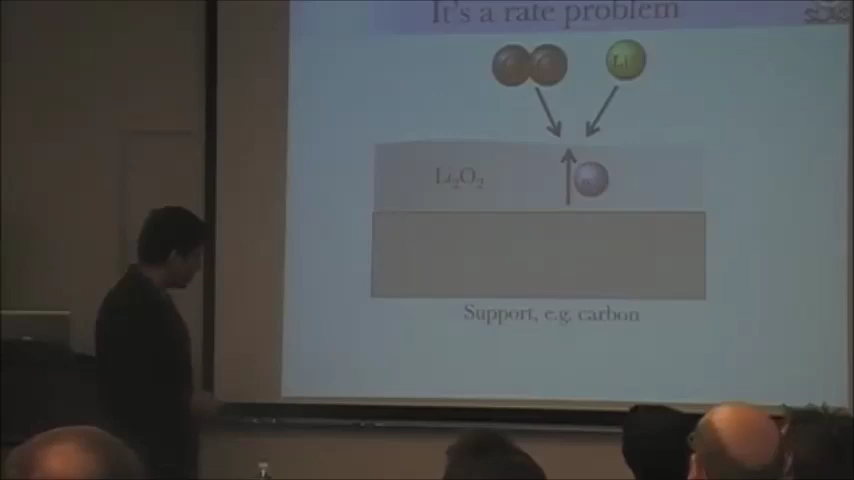 It's a rate problem
Li
Li₂O₂
Support, e.g. carbon